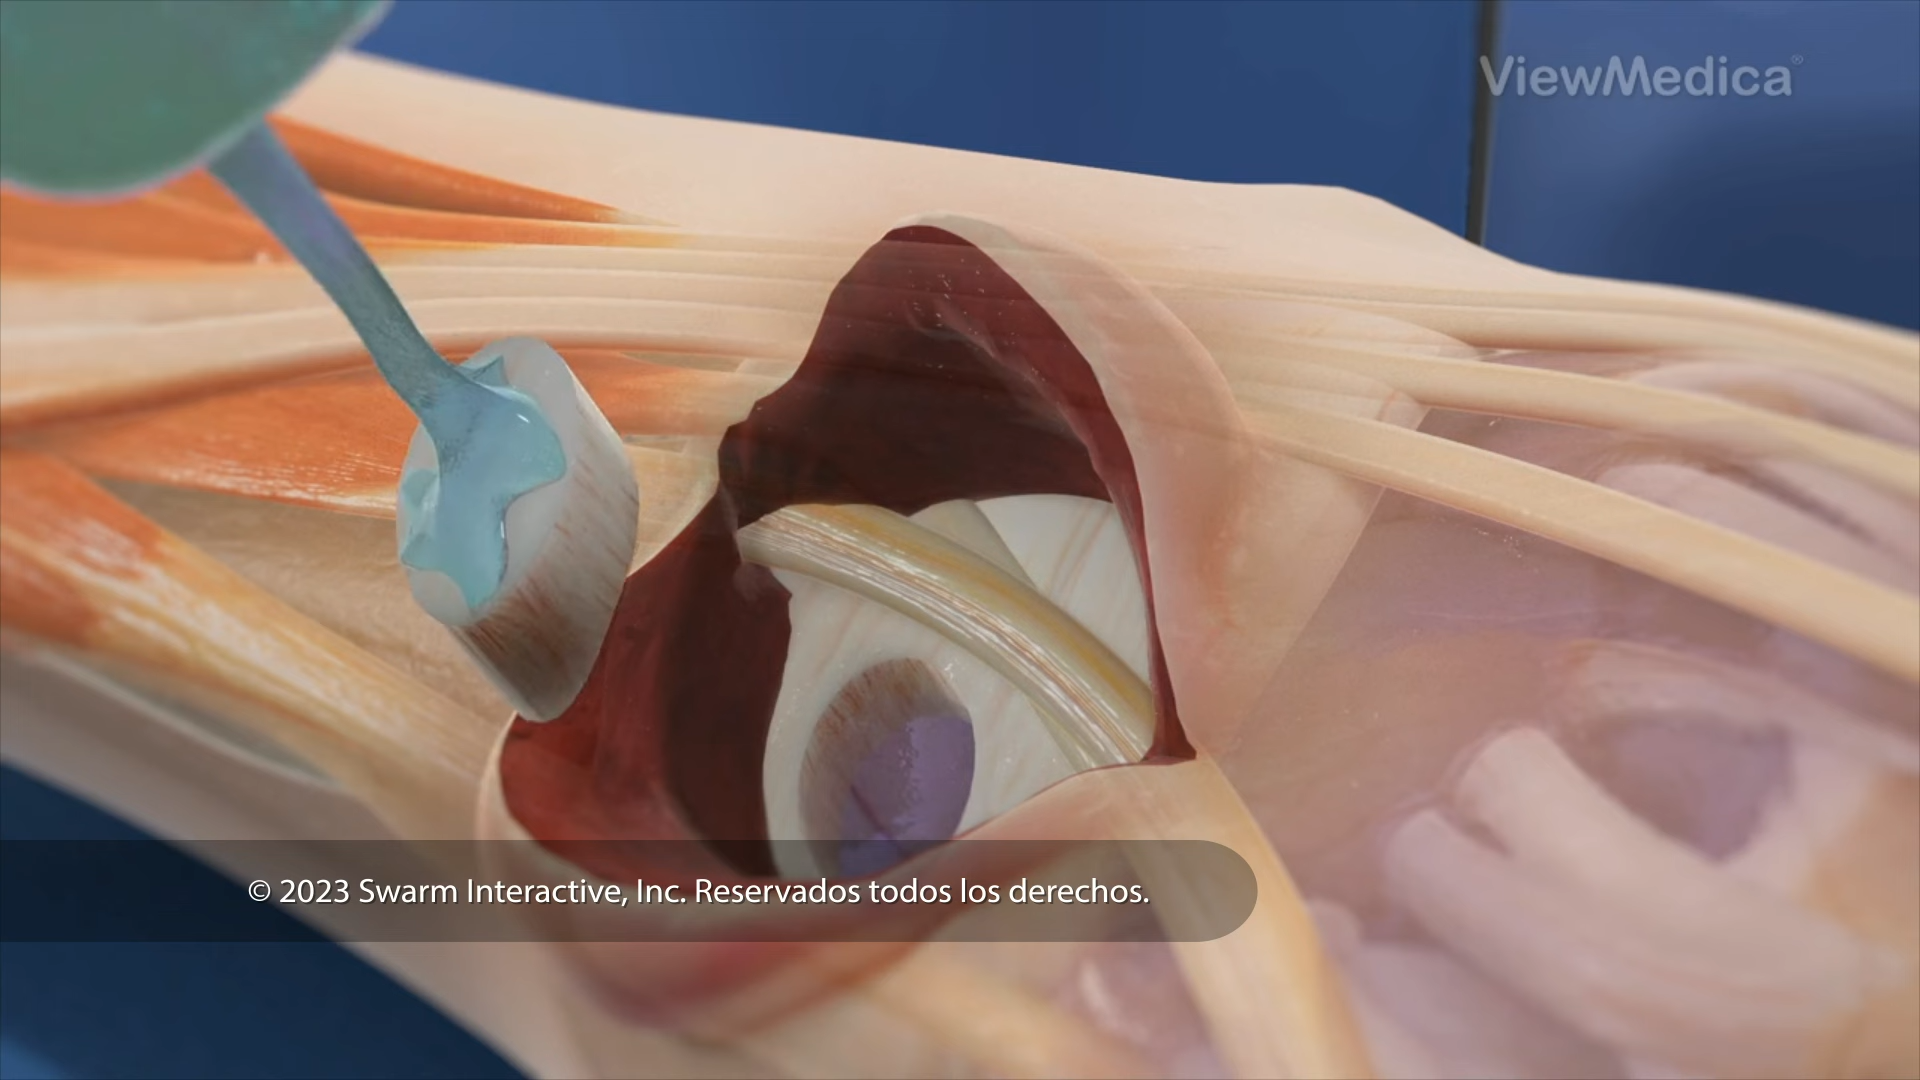 ViewMedica®
© 2023 Swarm Interactive, Inc. Reservados todos los derechos.